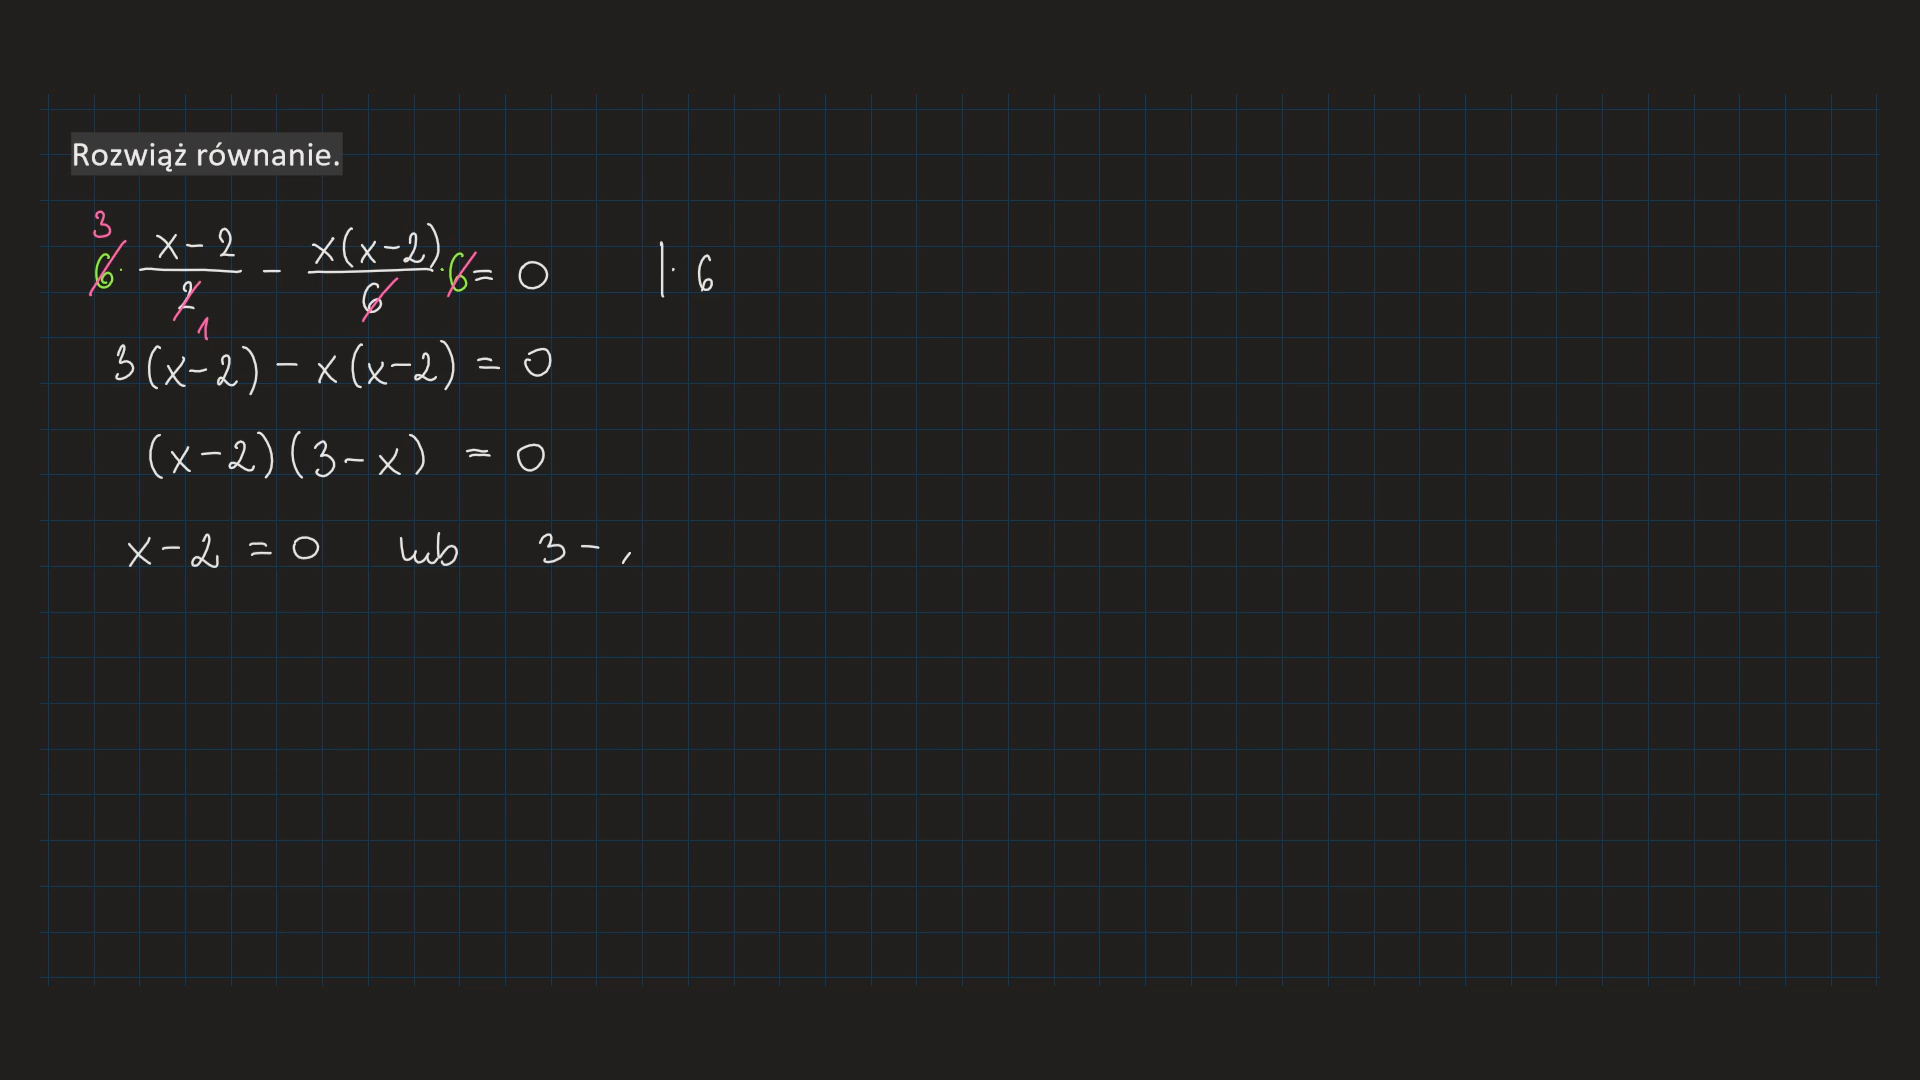 Rozwiąż równanie.
3 6 · x-2 / 2 1 - x(x-2) / 6 · 6 = 0 | · 6
3(x-2) - x(x-2) = 0
(x-2)(3-x) = 0
x-2 = 0 lub 3 -